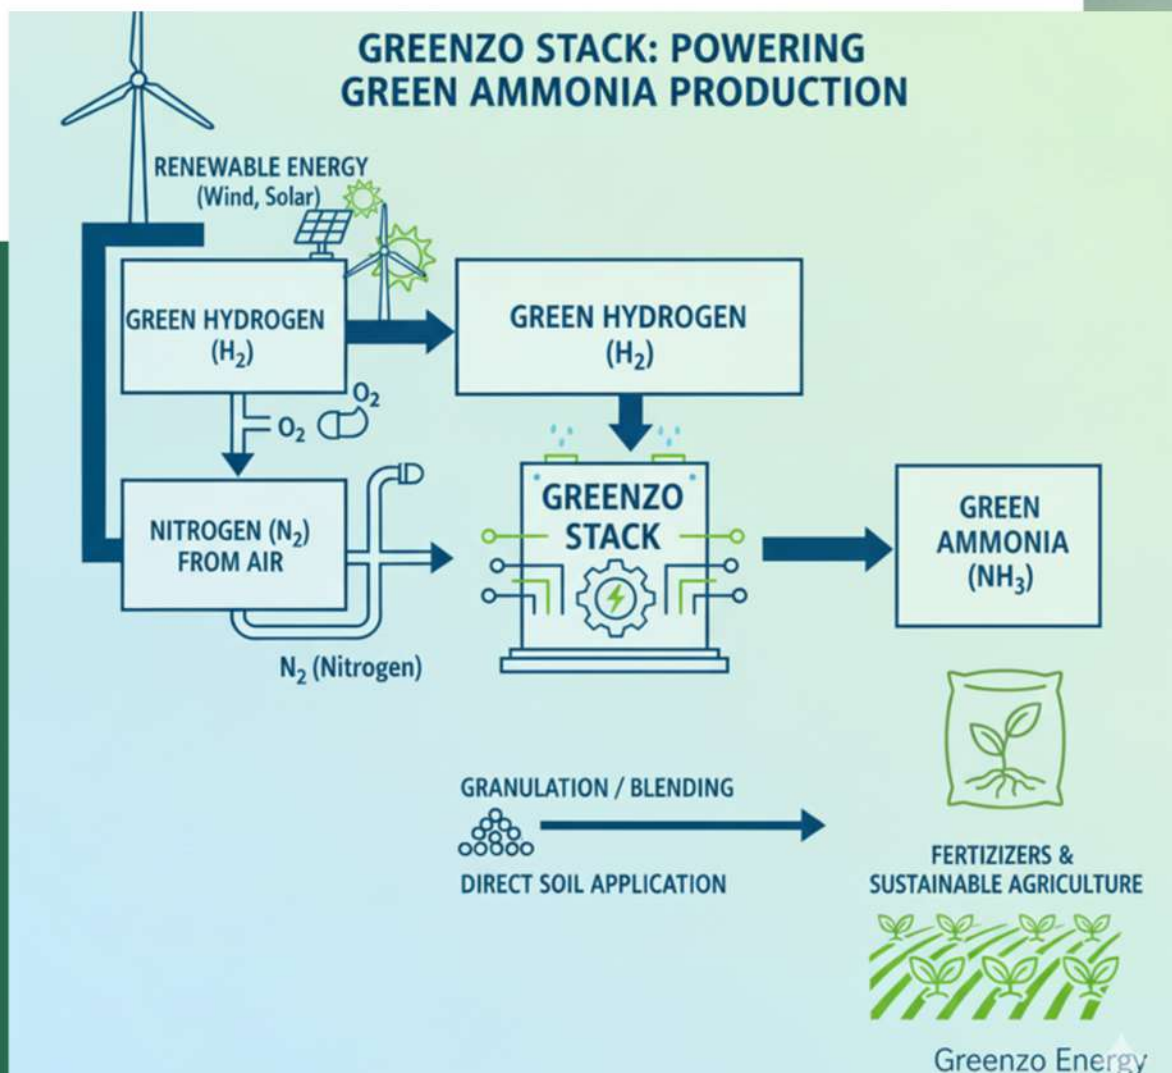 GREENZO STACK: POWERING
GREEN AMMONIA PRODUCTION
RENEWABLE ENERGY
(Wind, Solar)
GREEN HYDROGEN
(H₂)
GREEN HYDROGEN
(H₂)
O₂
O₂
NITROGEN (N₂)
FROM AIR
N₂ (Nitrogen)
GREENZO
STACK
GREEN
AMMONIA
(NH₃)
GRANULATION / BLENDING
DIRECT SOIL APPLICATION
FERTIZIZERS &
SUSTAINABLE AGRICULTURE
Greenzo Energy